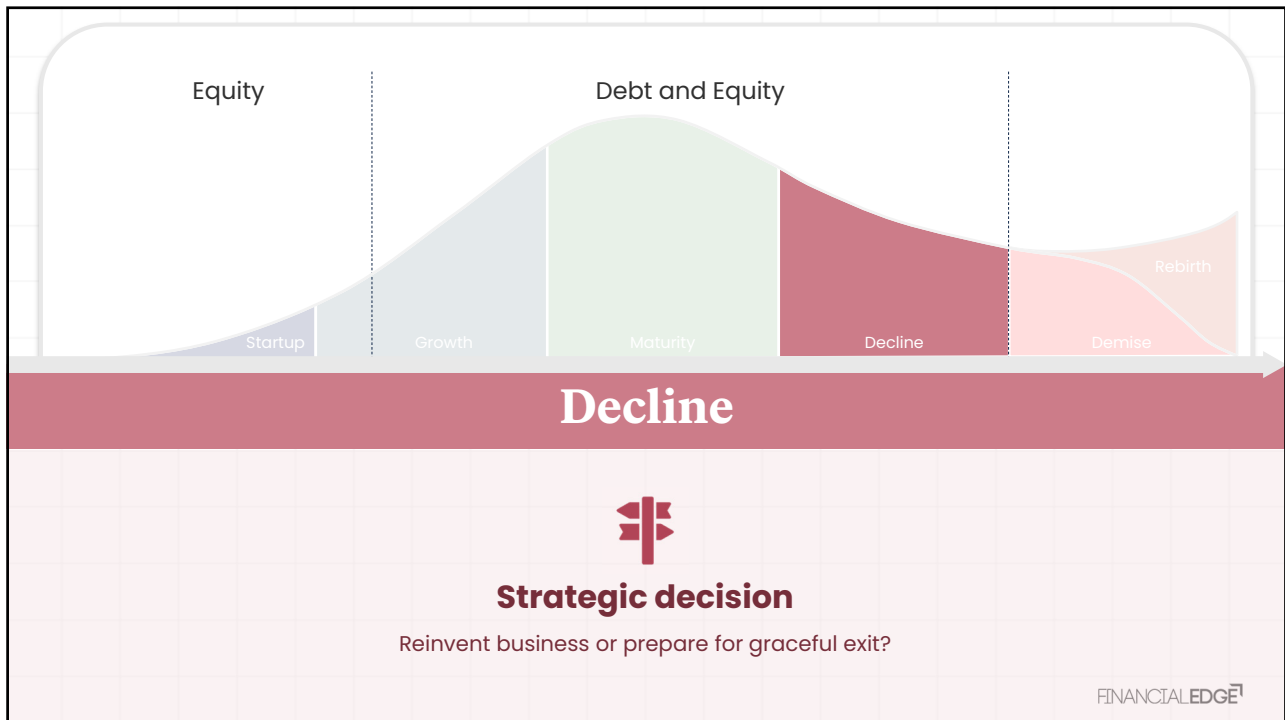 Equity
Debt and Equity
Rebirth
Startup
Growth
Maturity
Decline
Demise
Decline
Strategic decision
Reinvent business or prepare for graceful exit?
FINANCIALEDGE